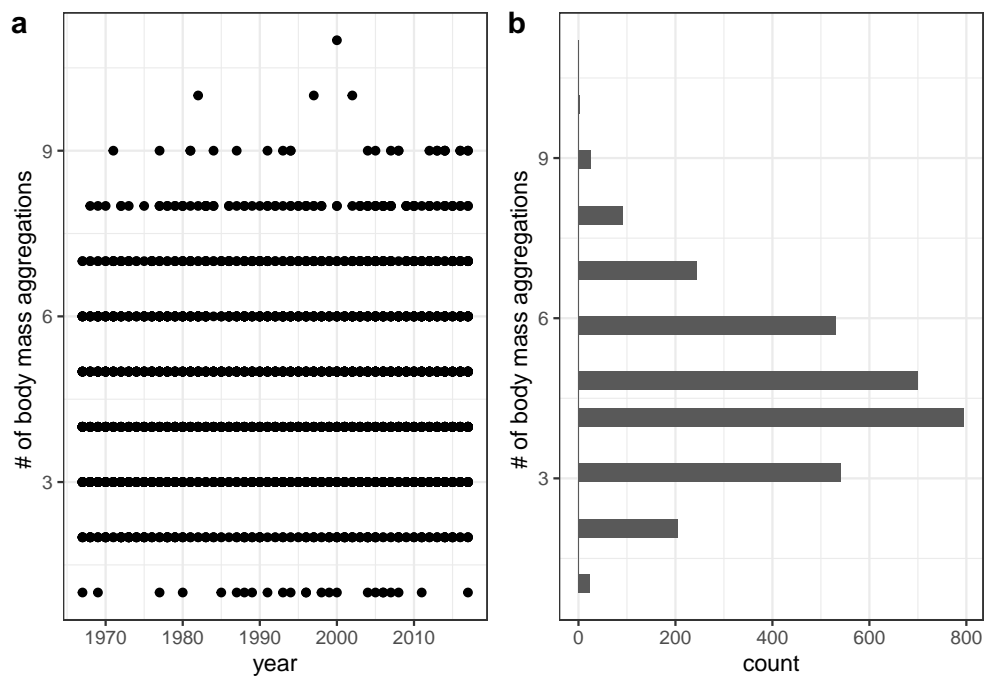 a
# of body mass aggregations
9
6
3
1970 1980 1990 2000 2010
year
b
# of body mass aggregations
9
6
3
0 200 400 600 800
count